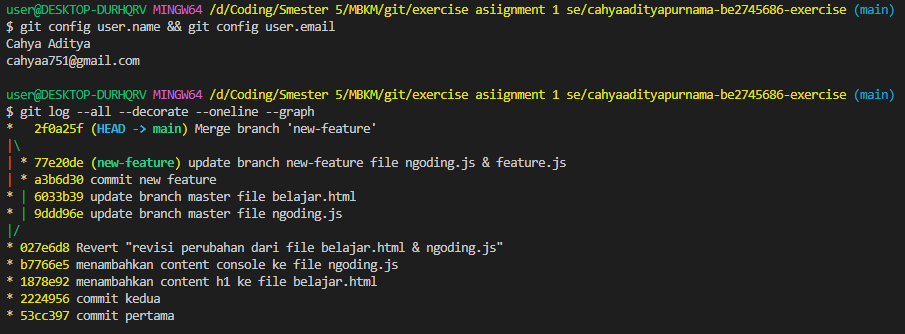 user@DESKTOP-DURHQRV MINGW64 /d/Coding/Smester 5/MBKM/git/exercise asiignment 1 se/cahyaadityapurnama-be2745686-exercise (main)
$ git config user.name && git config user.email
Cahya Aditya
cahyaa751@gmail.com
user@DESKTOP-DURHQRV MINGW64 /d/Coding/Smester 5/MBKM/git/exercise asiignment 1 se/cahyaadityapurnama-be2745686-exercise (main)
$ git log --all --decorate --oneline --graph
*   2f0a25f (HEAD -> main) Merge branch 'new-feature'
|\
| * 77e20de (new-feature) update branch new-feature file ngoding.js & feature.js
| * a3b6d30 commit new feature
* | 6033b39 update branch master file belajar.html
* | 9ddd96e update branch master file ngoding.js
|/
* 027e6d8 Revert "revisi perubahan dari file belajar.html & ngoding.js"
* b7766e5 menambahkan content console ke file ngoding.js
* 1878e92 menambahkan content h1 ke file belajar.html
* 2224956 commit kedua
* 53cc397 commit pertama